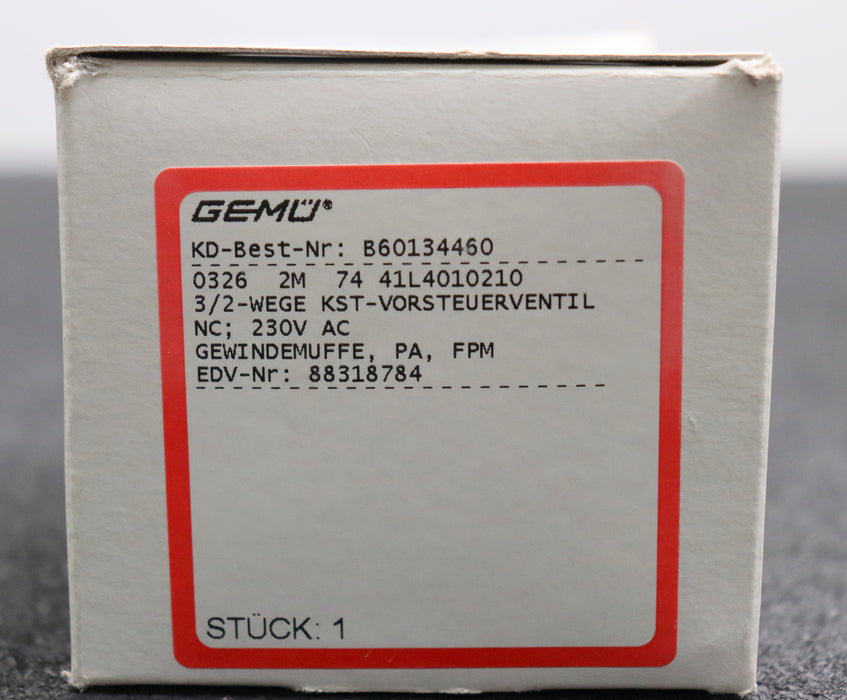 GEMÜ®
KD-Best-Nr: B60134460
0326 2M 74 41L4010210
3/2-WEGE KST-VORSTEUERVENTIL
NC; 230V AC
GEWINDEMUFFE, PA, FPM
EDV-Nr: 88318784
STÜCK: 1